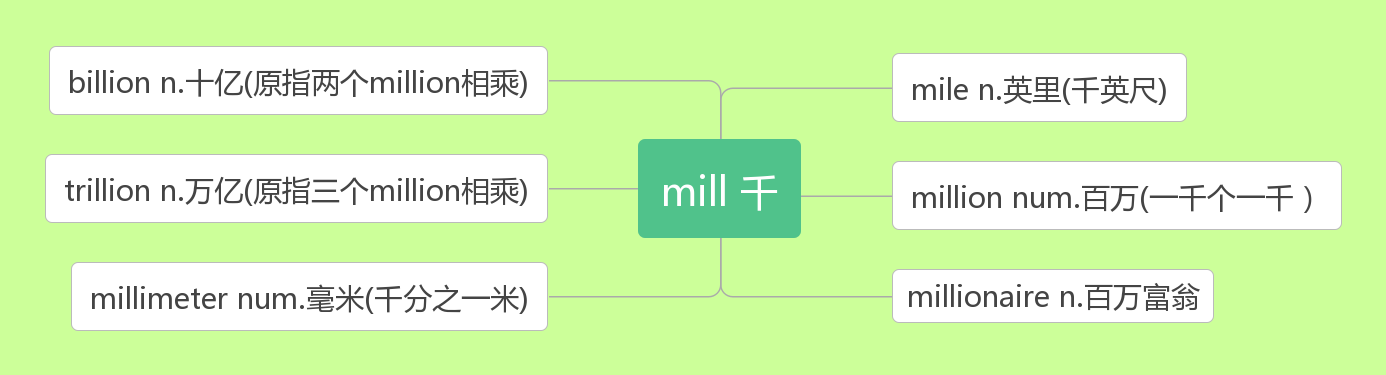 billion n.十亿(原指两个million相乘)
trillion n.万亿(原指三个million相乘)
millimeter num.毫米(千分之一米)
mill 千
mile n.英里(千英尺)
million num.百万(一千个一千 )
millionaire n.百万富翁